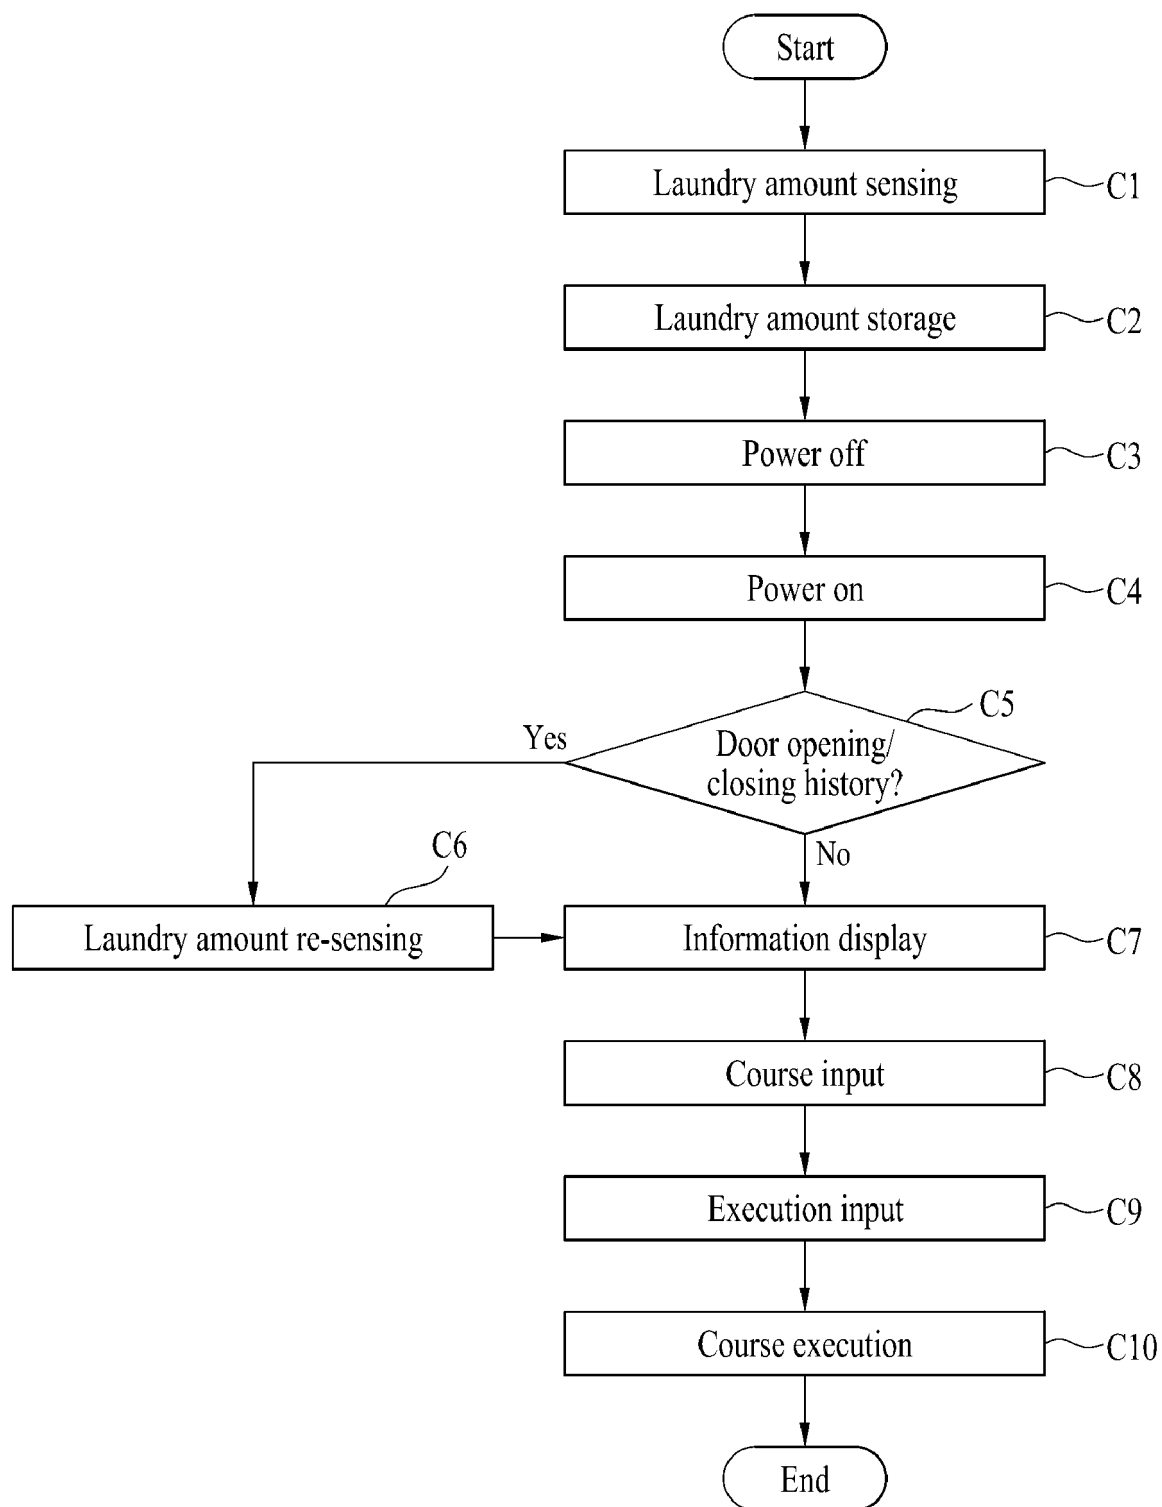 Start
Laundry amount sensing
C1
Laundry amount storage
C2
Power off
C3
Power on
C4
C5
Yes
Door opening/
closing history?
No
C6
Laundry amount re-sensing
Information display
C7
Course input
C8
Execution input
C9
Course execution
C10
End